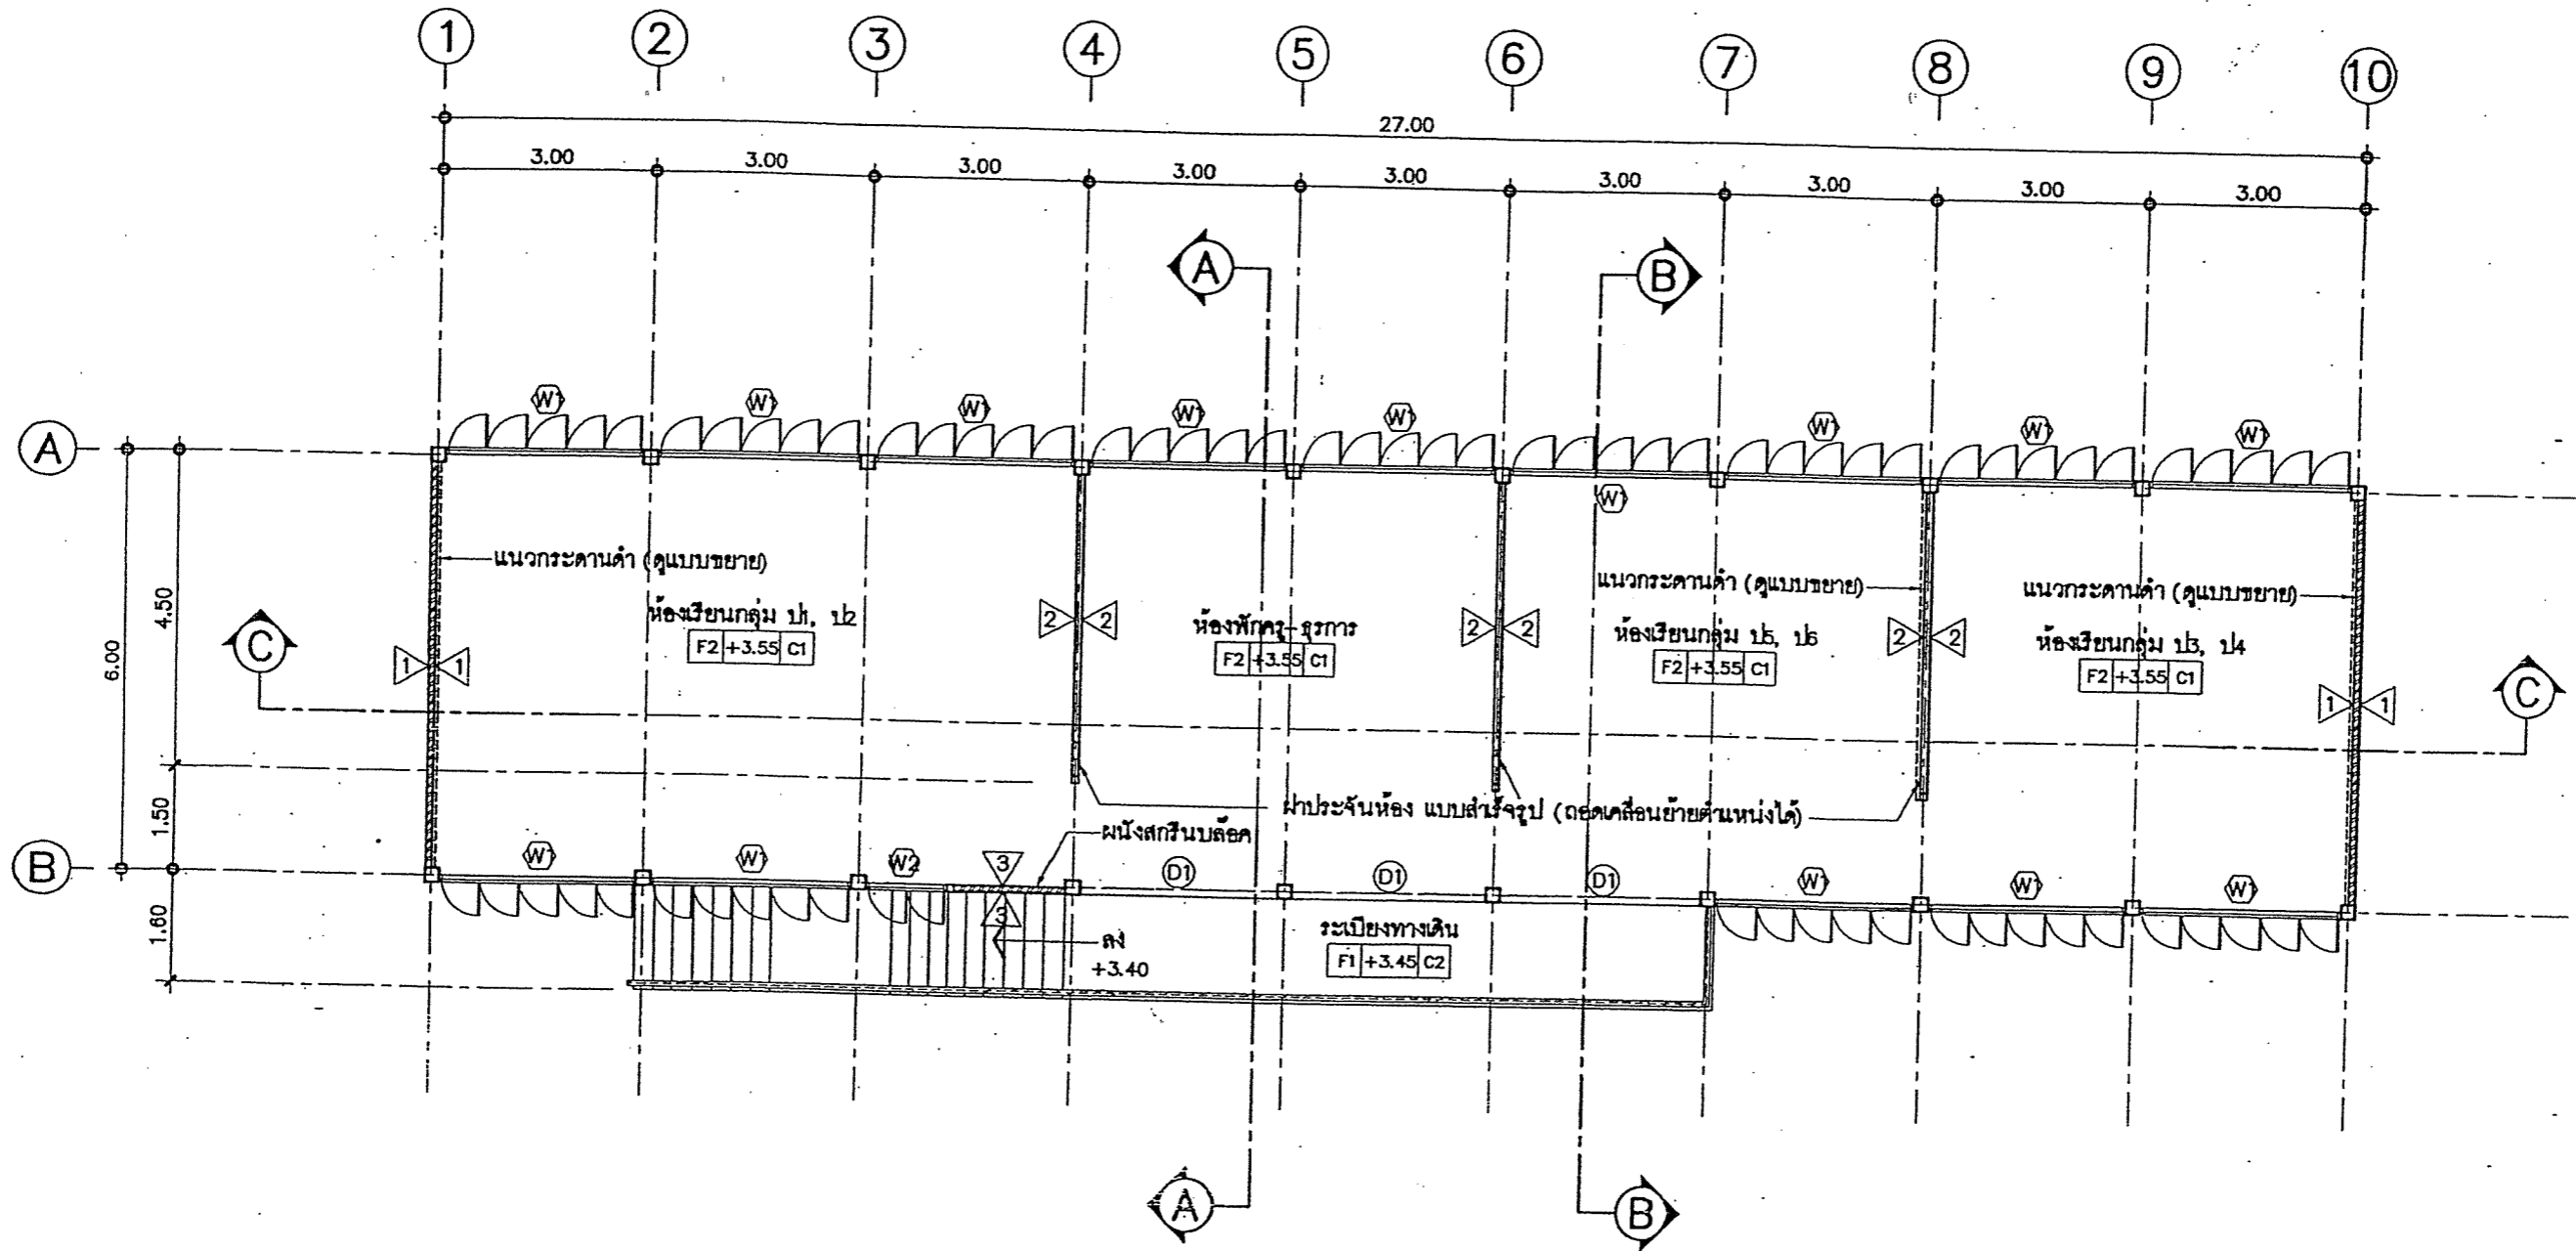 1 2 3 4 5 6 7 8 9 10
27.00
3.00 3.00 3.00 3.00 3.00 3.00 3.00 3.00 3.00
A B
W1 W1 W1 W1 W1 W1 W1 W1
A
W1
6.00
4.50
แนวกระดานดำ (ดูแบบขยาย)
แนวกระดานดำ (ดูแบบขยาย)
แนวกระดานดำ (ดูแบบขยาย)
ห้องเรียนกลุ่ม ป1, ป2
F2 +3.55 C1
ห้องพักครู-ธุรการ
F2 +3.55 C1
ห้องเรียนกลุ่ม ป5, ป6
F2 +3.55 C1
ห้องเรียนกลุ่ม ป3, ป4
F2 +3.55 C1
2 2 2 2 2 2
C C
1 1 1 1
ฝาประจันห้อง แบบสำเร็จรูป (ถอดเคลื่อนย้ายตำแหน่งได้)
1.50
ผนังสกรีนบล๊อค
B
W1 W1 W2 3 D1 D1 D1 W1 W1 W1
3
1.60
ลง
+3.40
ระเบียงทางเดิน
F1 +3.45 C2
A B